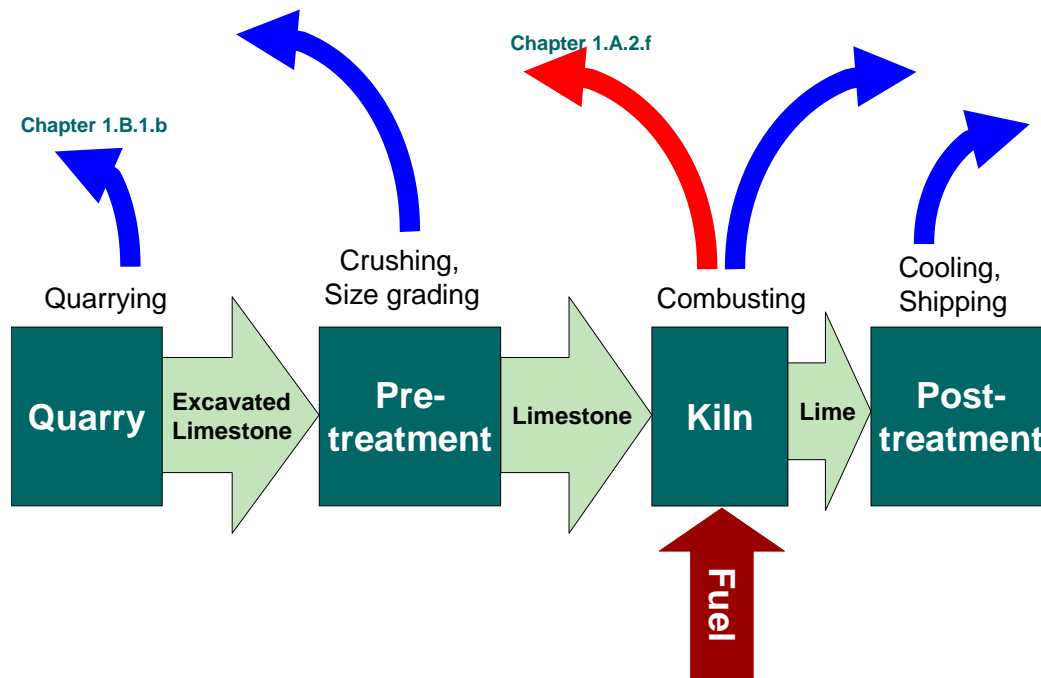 Chapter 1.A.2.f
Chapter 1.B.1.b
Quarrying
Crushing,
Size grading
Combusting
Cooling,
Shipping
Quarry
Excavated
Limestone
Pre-
treatment
Limestone
Kiln
Lime
Post-
treatment
Fuel